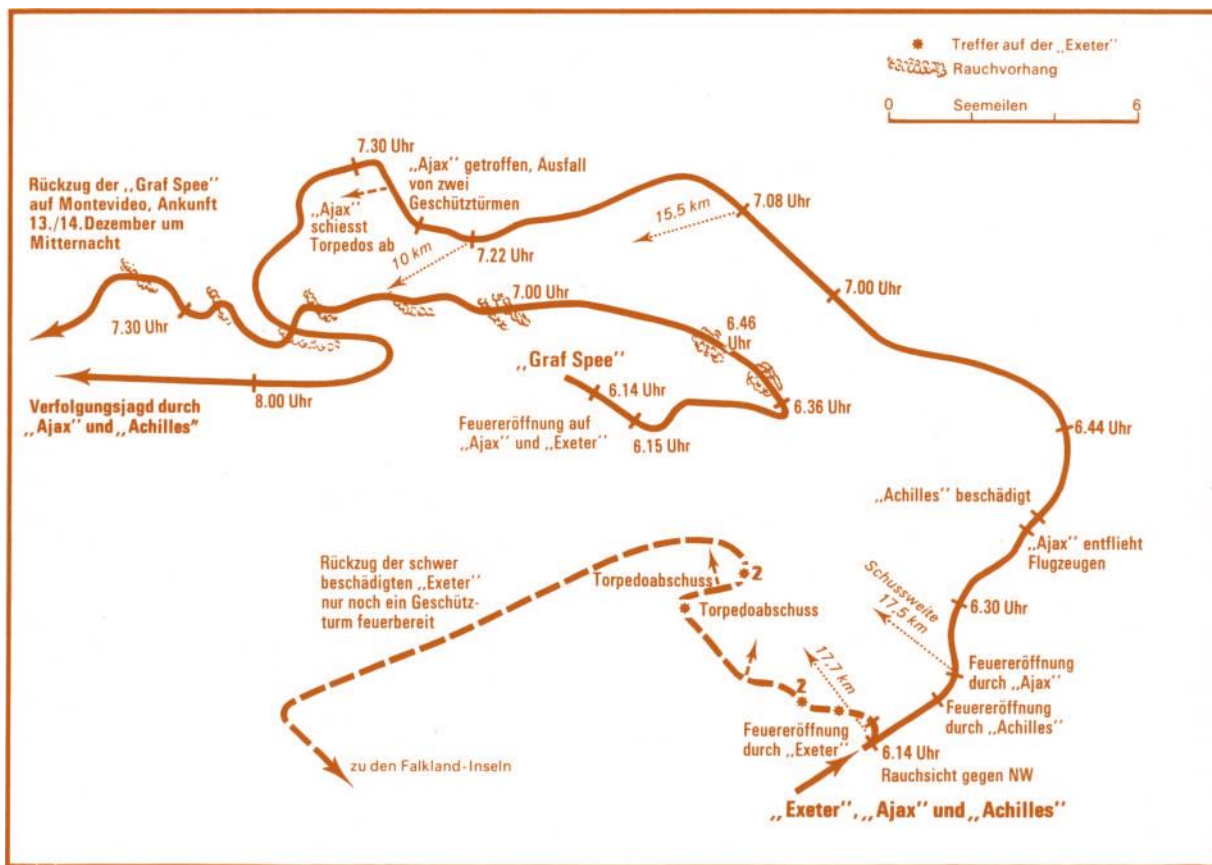 Treffer auf der „Exeter"
Rauchvorhang
0 Seemeilen 6
7.30 Uhr
„Ajax" getroffen, Ausfall
von zwei
Geschütztürmen
Rückzug der „Graf Spee"
auf Montevideo, Ankunft
13./14. Dezember um
Mitternacht
„Ajax"
schiesst
Torpedos ab
15,5 km
7.08 Uhr
10 km
7.22 Uhr
7.00 Uhr
7.00 Uhr
7.30 Uhr
6.46
Uhr
„Graf Spee"
6.14 Uhr
6.36 Uhr
8.00 Uhr
Verfolgungsjagd durch
„Ajax" und „Achilles"
Feuereröffnung auf
„Ajax" und „Exeter"
6.15 Uhr
6.44 Uhr
„Achilles" beschädigt
„Ajax" entflieht
Flugzeugen
Rückzug der schwer
beschädigten „Exeter"
nur noch ein Geschütz-
turm feuerbereit
Torpedoabschuss
2
Torpedoabschuss
Schussweite
17,5 km
6.30 Uhr
17,7 km
2
Feuereröffnung
durch „Ajax"
Feuereröffnung
durch „Achilles"
Feuereröffnung
durch „Exeter"
6.14 Uhr
Rauchsicht gegen NW
zu den Falkland-Inseln
„Exeter", „Ajax" und „Achilles"